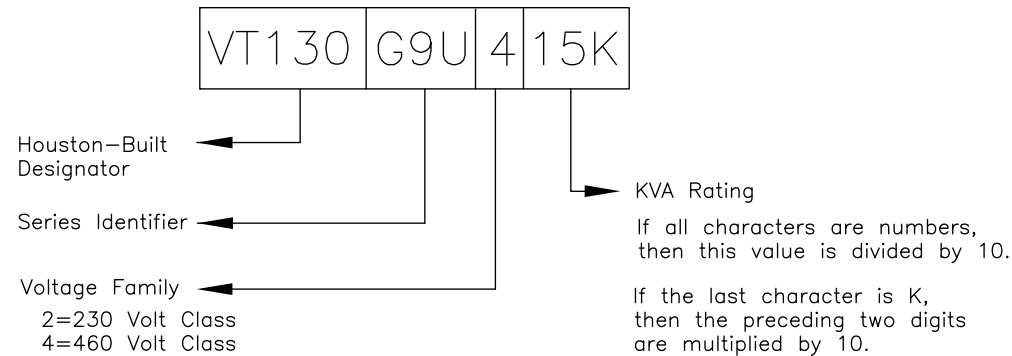 VT130 G9U 4 15K
Houston-Built
Designator
Series Identifier
Voltage Family
2=230 Volt Class
4=460 Volt Class
KVA Rating
If all characters are numbers,
then this value is divided by 10.
If the last character is K,
then the preceding two digits
are multiplied by 10.